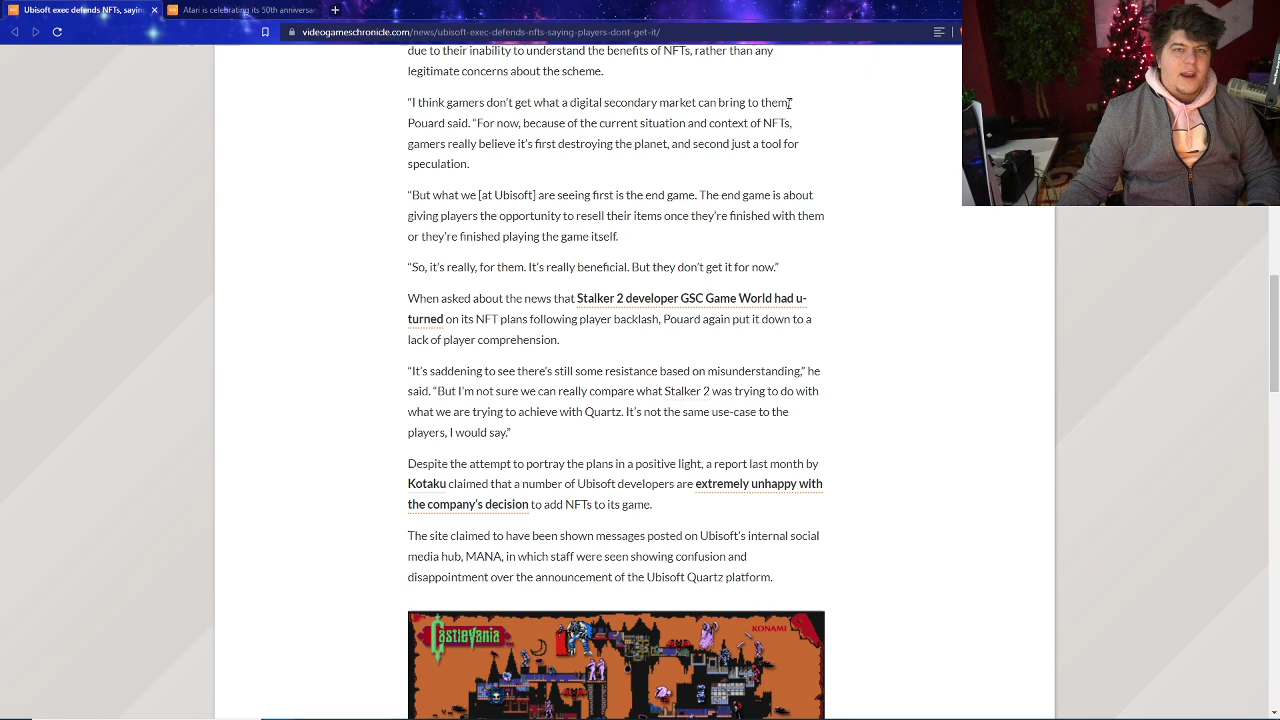 Ubisoft exec defends NFTs, sayin
Atari is celebrating its 50th anniversar
videogameschronicle.com/news/ubisoft-exec-defends-nfts-saying-players-dont-get-it/
due to their inability to understand the benefits of NFTs, rather than any
legitimate concerns about the scheme.
“I think gamers don’t get what a digital secondary market can bring to them,”
Pouard said. “For now, because of the current situation and context of NFTs,
gamers really believe it’s first destroying the planet, and second just a tool for
speculation.
“But what we [at Ubisoft] are seeing first is the end game. The end game is about
giving players the opportunity to resell their items once they’re finished with them
or they’re finished playing the game itself.
“So, it’s really, for them. It’s really beneficial. But they don’t get it for now.”
When asked about the news that Stalker 2 developer GSC Game World had u-
turned on its NFT plans following player backlash, Pouard again put it down to a
lack of player comprehension.
“It’s saddening to see there’s still some resistance based on misunderstanding,” he
said. “But I’m not sure we can really compare what Stalker 2 was trying to do with
what we are trying to achieve with Quartz. It’s not the same use-case to the
players, I would say.”
Despite the attempt to portray the plans in a positive light, a report last month by
Kotaku claimed that a number of Ubisoft developers are extremely unhappy with
the company’s decision to add NFTs to its game.
The site claimed to have been shown messages posted on Ubisoft’s internal social
media hub, MANA, in which staff were seen showing confusion and
disappointment over the announcement of the Ubisoft Quartz platform.
Castlevania
KONAMI